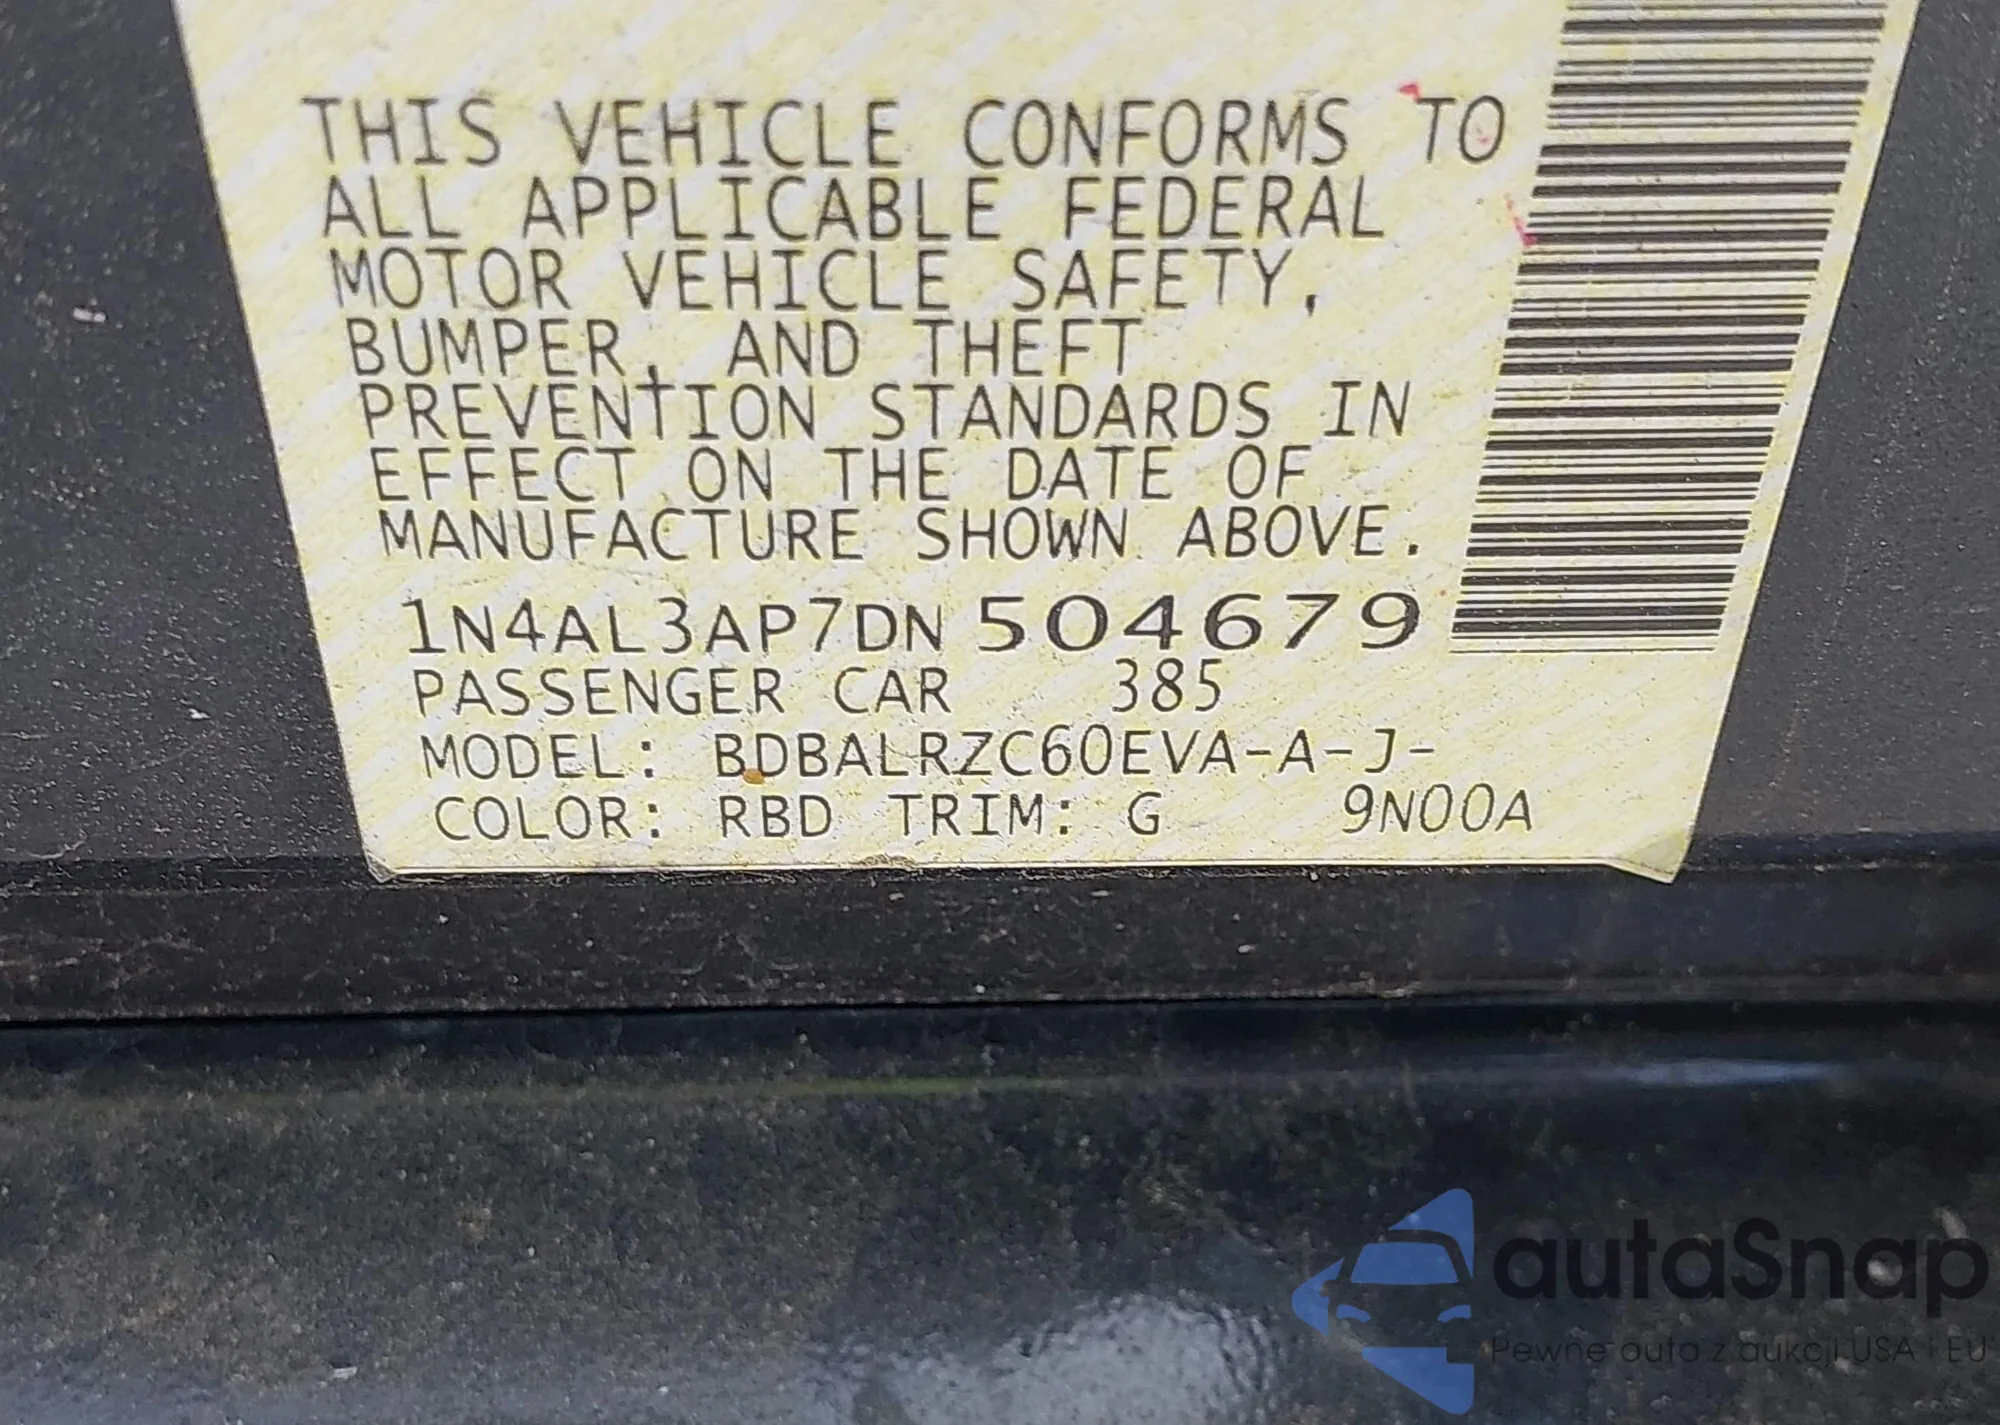 THIS VEHICLE CONFORMS TO
ALL APPLICABLE FEDERAL
MOTOR VEHICLE SAFETY,
BUMPER, AND THEFT
PREVENTION STANDARDS IN
EFFECT ON THE DATE OF
MANUFACTURE SHOWN ABOVE.
1N4AL3AP7DN504679
PASSENGER CAR 385
MODEL: BDBALRZC60EVA-A-J-
COLOR: RBD TRIM: G 9N00A
autaSnap
Pewne auta z aukcji USA i EU